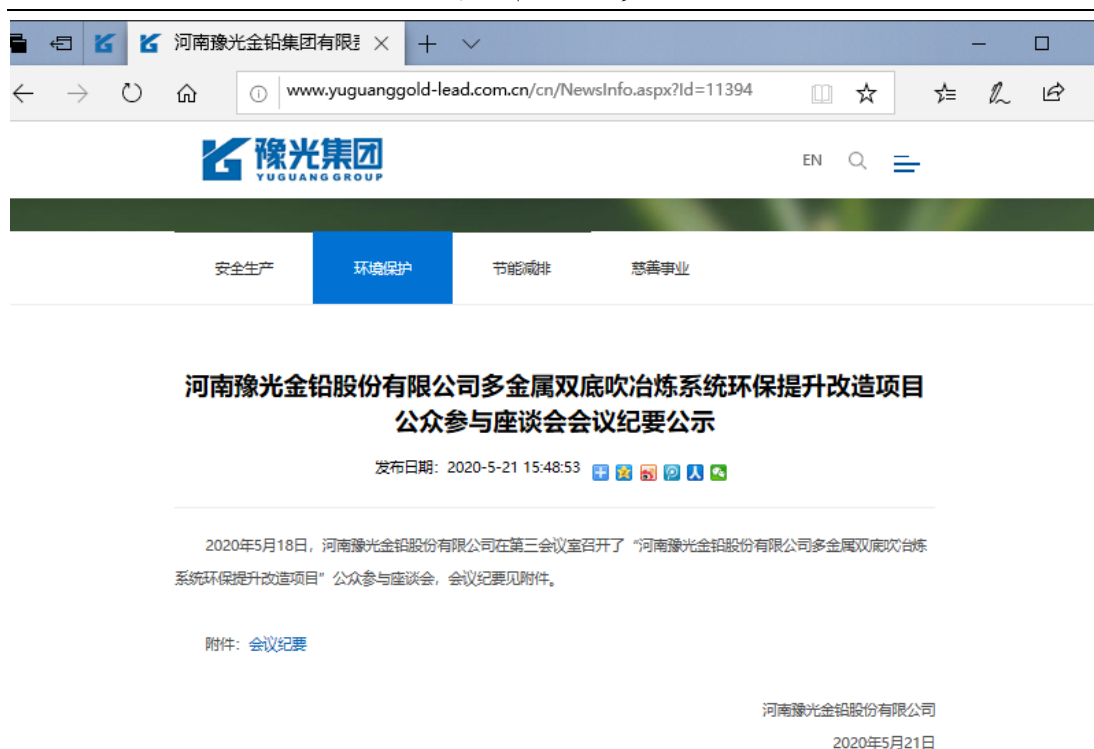 河南豫光金铅集团有限
www.yuguanggold-lead.com.cn/cn/NewsInfo.aspx?Id=11394
豫光集团
YUGUANG GROUP
EN
安全生产 环境保护 节能减排 慈善事业
河南豫光金铅股份有限公司多金属双底吹冶炼系统环保提升改造项目
公众参与座谈会会议纪要公示
发布日期：2020-5-21 15:48:53
2020年5月18日，河南豫光金铅股份有限公司在第三会议室召开了“河南豫光金铅股份有限公司多金属双底吹冶炼
系统环保提升改造项目”公众参与座谈会，会议纪要见附件。
附件：会议纪要
河南豫光金铅股份有限公司
2020年5月21日